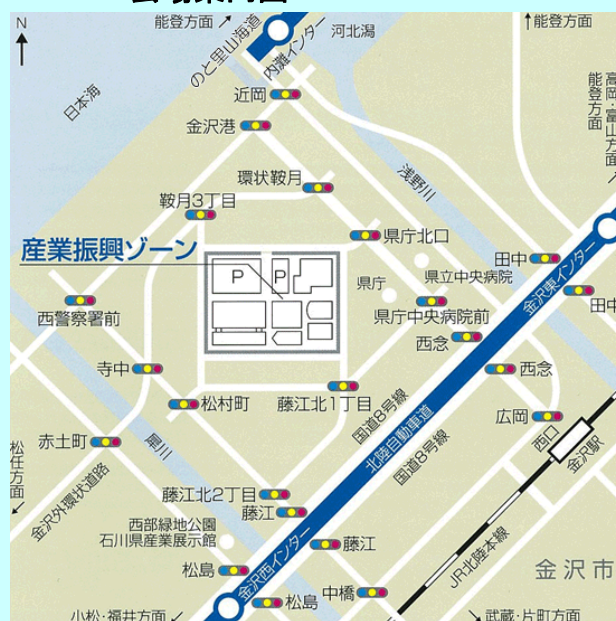 N
能登方面
のと里山海道
内灘インター
河北潟
能登方面
高岡・富山方面
能登方面
日本海
近岡
金沢港
浅野川
環状鞍月
鞍月3丁目
県庁北口
産業振興ゾーン
P
P
田中
県立中央病院
県庁
金沢東インター
田中
西警察署前
県庁中央病院前
西念
寺中
西念
松村町
藤江北1丁目
国道8号線
北陸自動車道
国道8号線
広岡
西口
金沢駅
赤土町
松任方面
犀川
金沢外環状道路
藤江北2丁目
藤江
西部緑地公園
石川県産業展示館
藤江
JR北陸本線
金沢市
松島
金沢西インター
中橋
松島
小松・福井方面
武蔵・片町方面